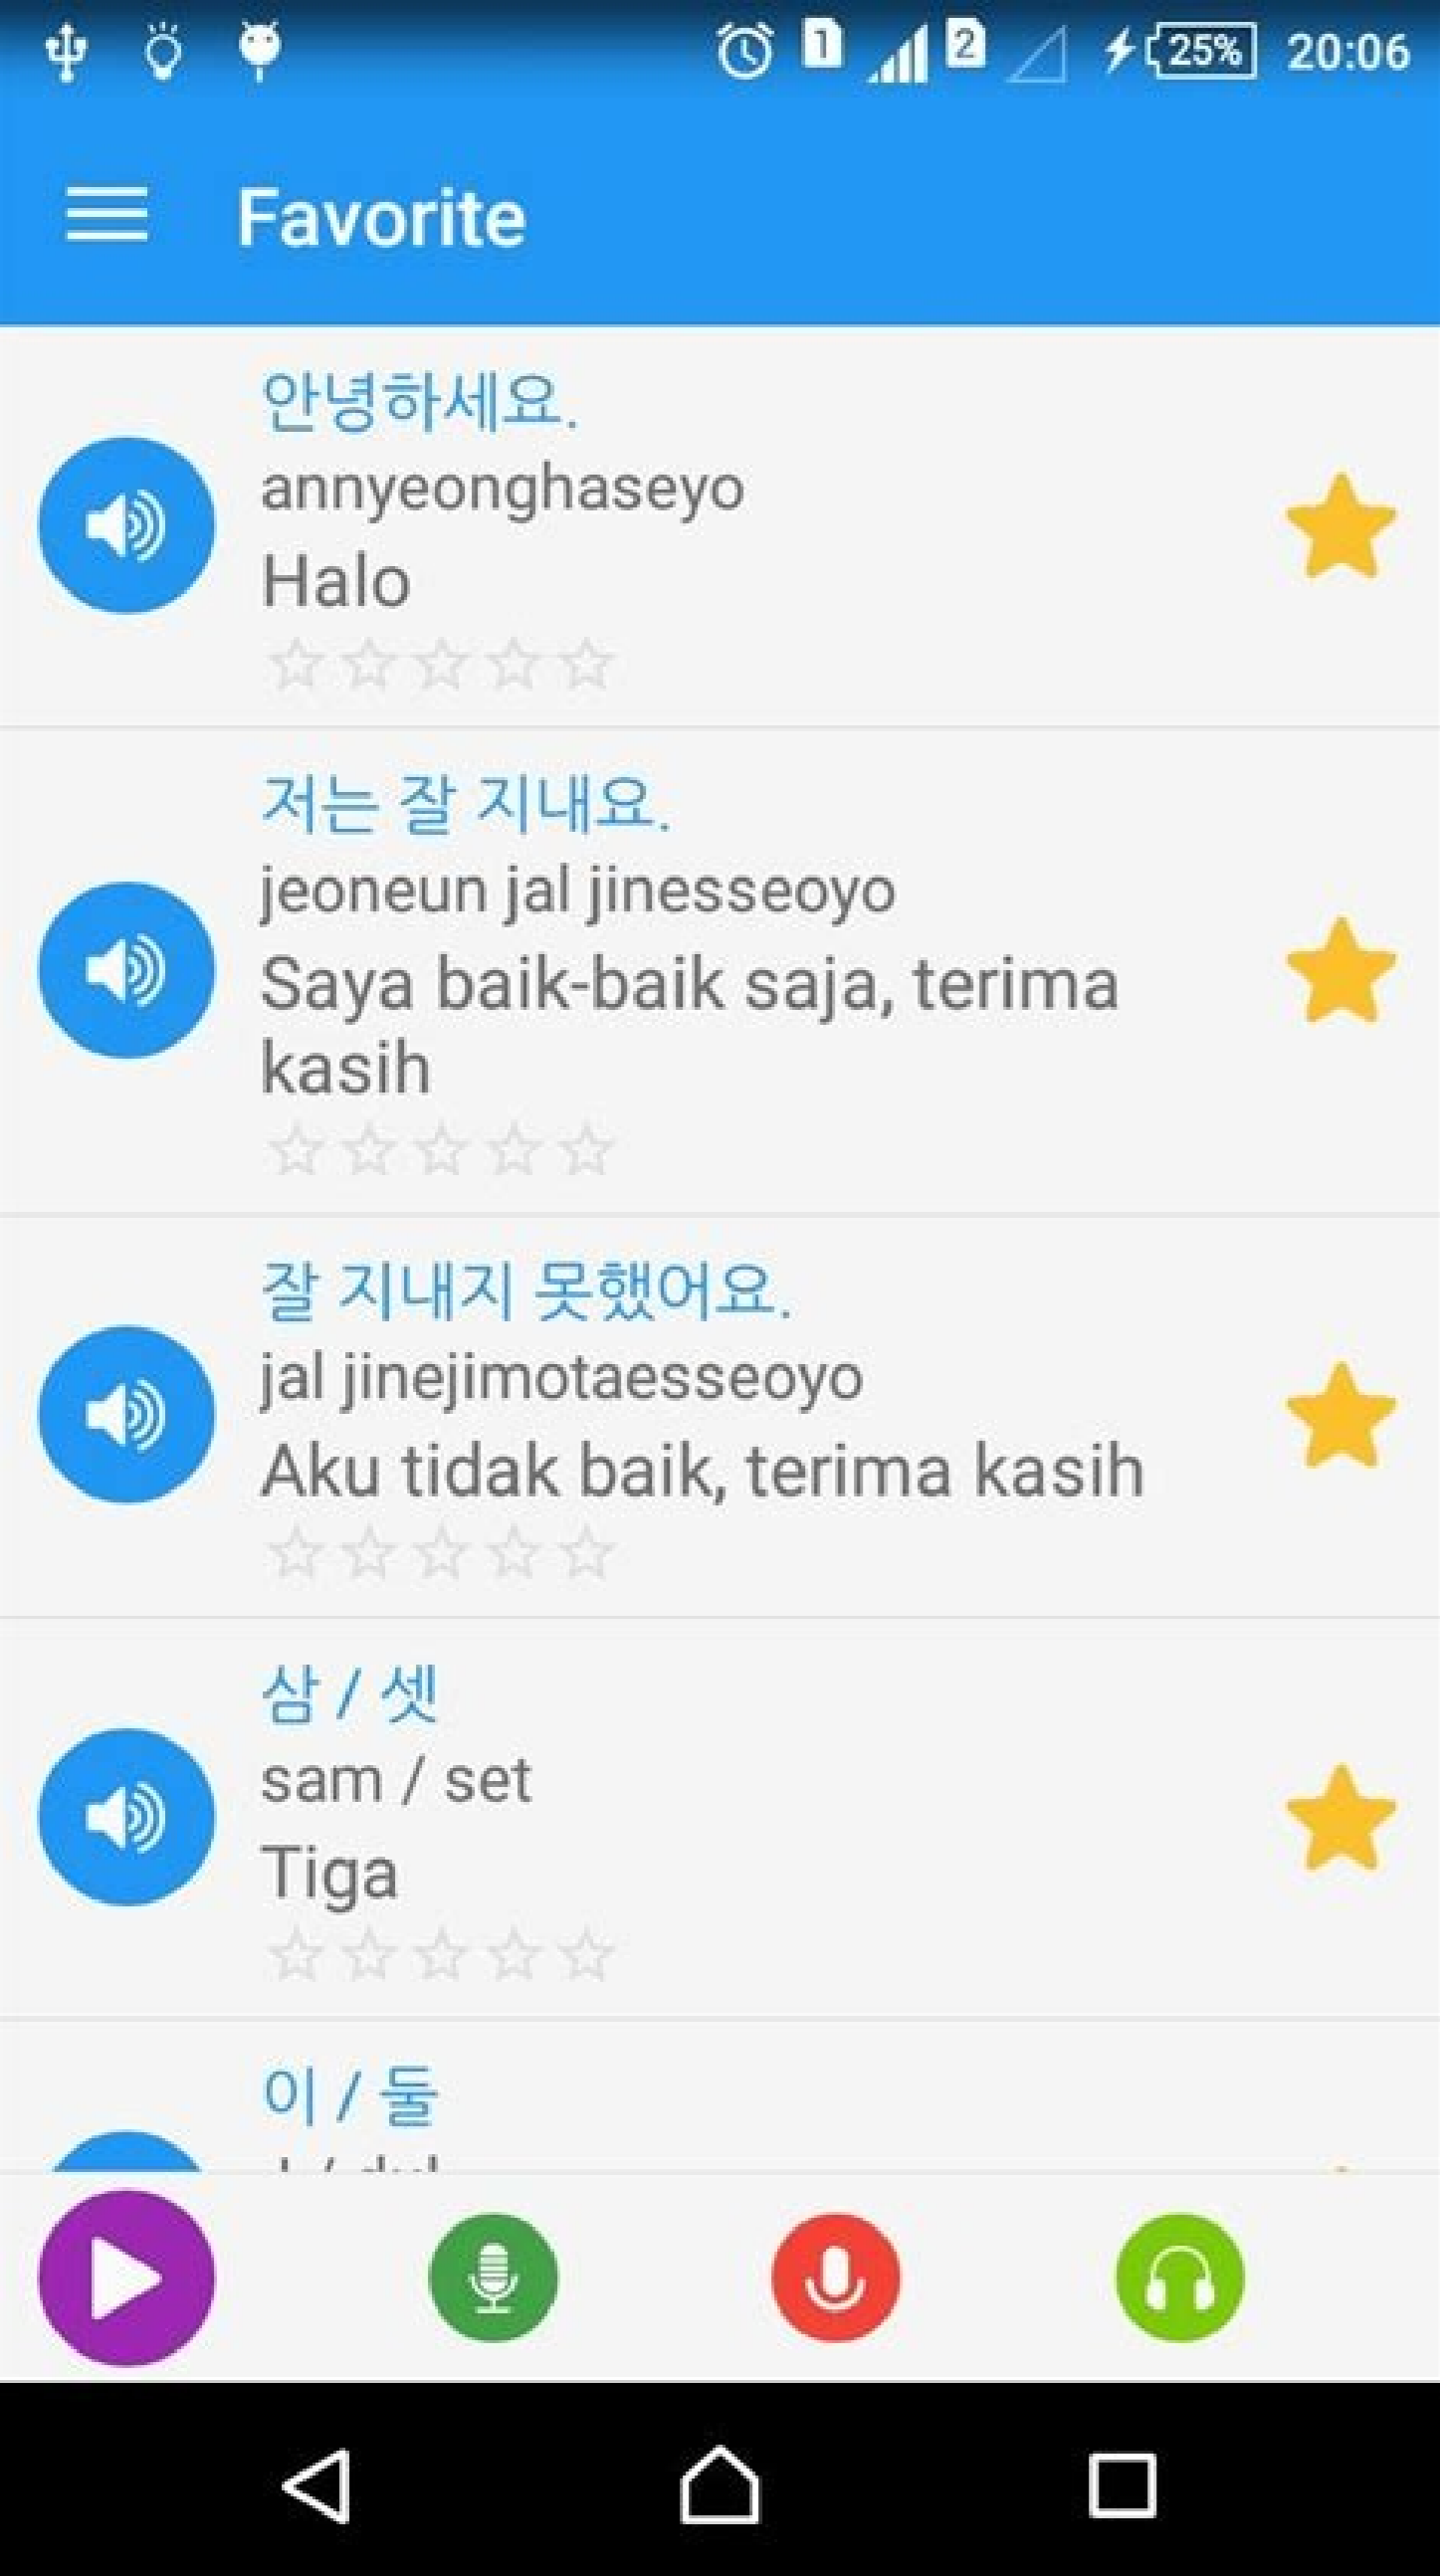 1 2 25% 20:06
Favorite
안녕하세요.
annyeonghaseyo
Halo
저는 잘 지내요.
jeoneun jal jinesseoyo
Saya baik-baik saja, terima
kasih
잘 지내지 못했어요.
jal jinejimotaesseoyo
Aku tidak baik, terima kasih
삼 / 셋
sam / set
Tiga
이 / 둘